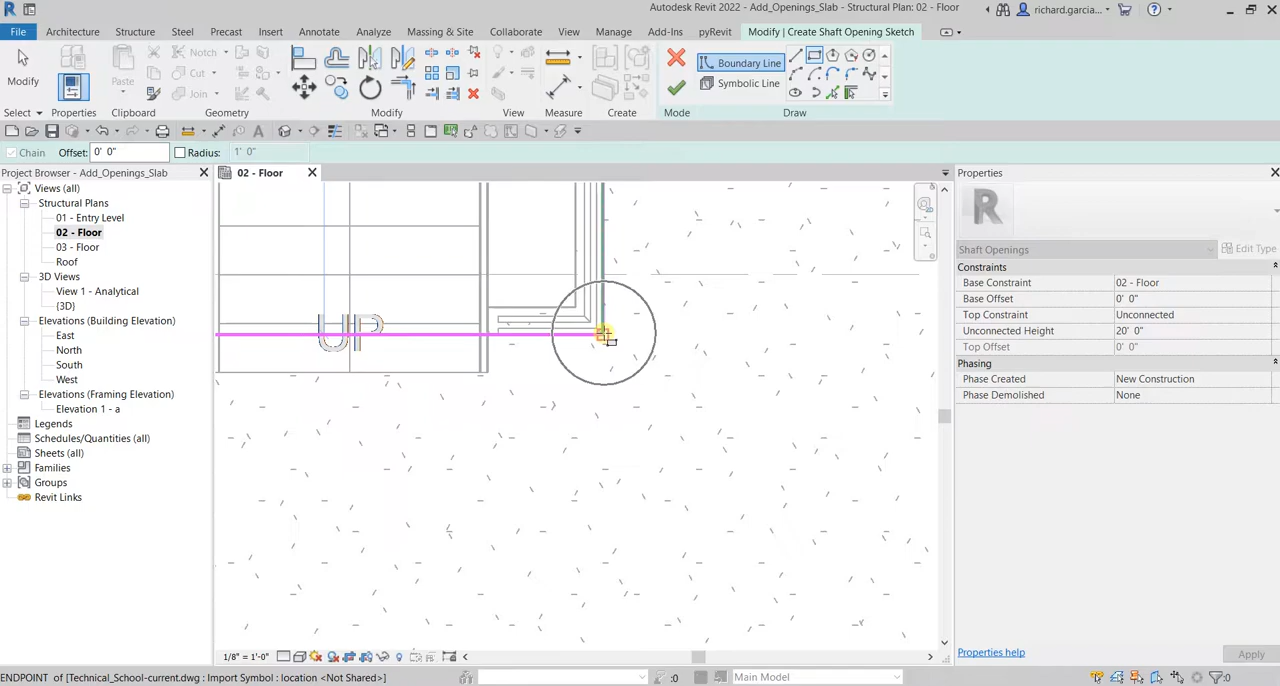 Autodesk Revit 2022 - Add_Openings_Slab - Structural Plan: 02 - Floor
richard.garcia...
File Architecture Structure Steel Precast Insert Annotate Analyze Massing & Site Collaborate View Manage Add-Ins pyRevit Modify | Create Shaft Opening Sketch
Modify
Paste
Notch
Cut
Join
Boundary Line
Symbolic Line
Select Properties Clipboard Geometry Modify View Measure Create Mode Draw
Chain Offset: 0' 0" Radius: 1' 0"
Project Browser - Add_Openings_Slab
02 - Floor
Views (all)
Structural Plans
01 - Entry Level
02 - Floor
03 - Floor
Roof
3D Views
View 1 - Analytical
{3D}
Elevations (Building Elevation)
East
North
South
West
Elevations (Framing Elevation)
Elevation 1 - a
Legends
Schedules/Quantities (all)
Sheets (all)
Families
Groups
Revit Links
UP
Properties
R
Shaft Openings
Edit Type
Constraints
Base Constraint 02 - Floor
Base Offset 0' 0"
Top Constraint Unconnected
Unconnected Height 20' 0"
Top Offset 0' 0"
Phasing
Phase Created New Construction
Phase Demolished None
Properties help
Apply
1/8" = 1'-0"
ENDPOINT of [Technical_School-current.dwg : Import Symbol : location <Not Shared>]
:0
Main Model
:0